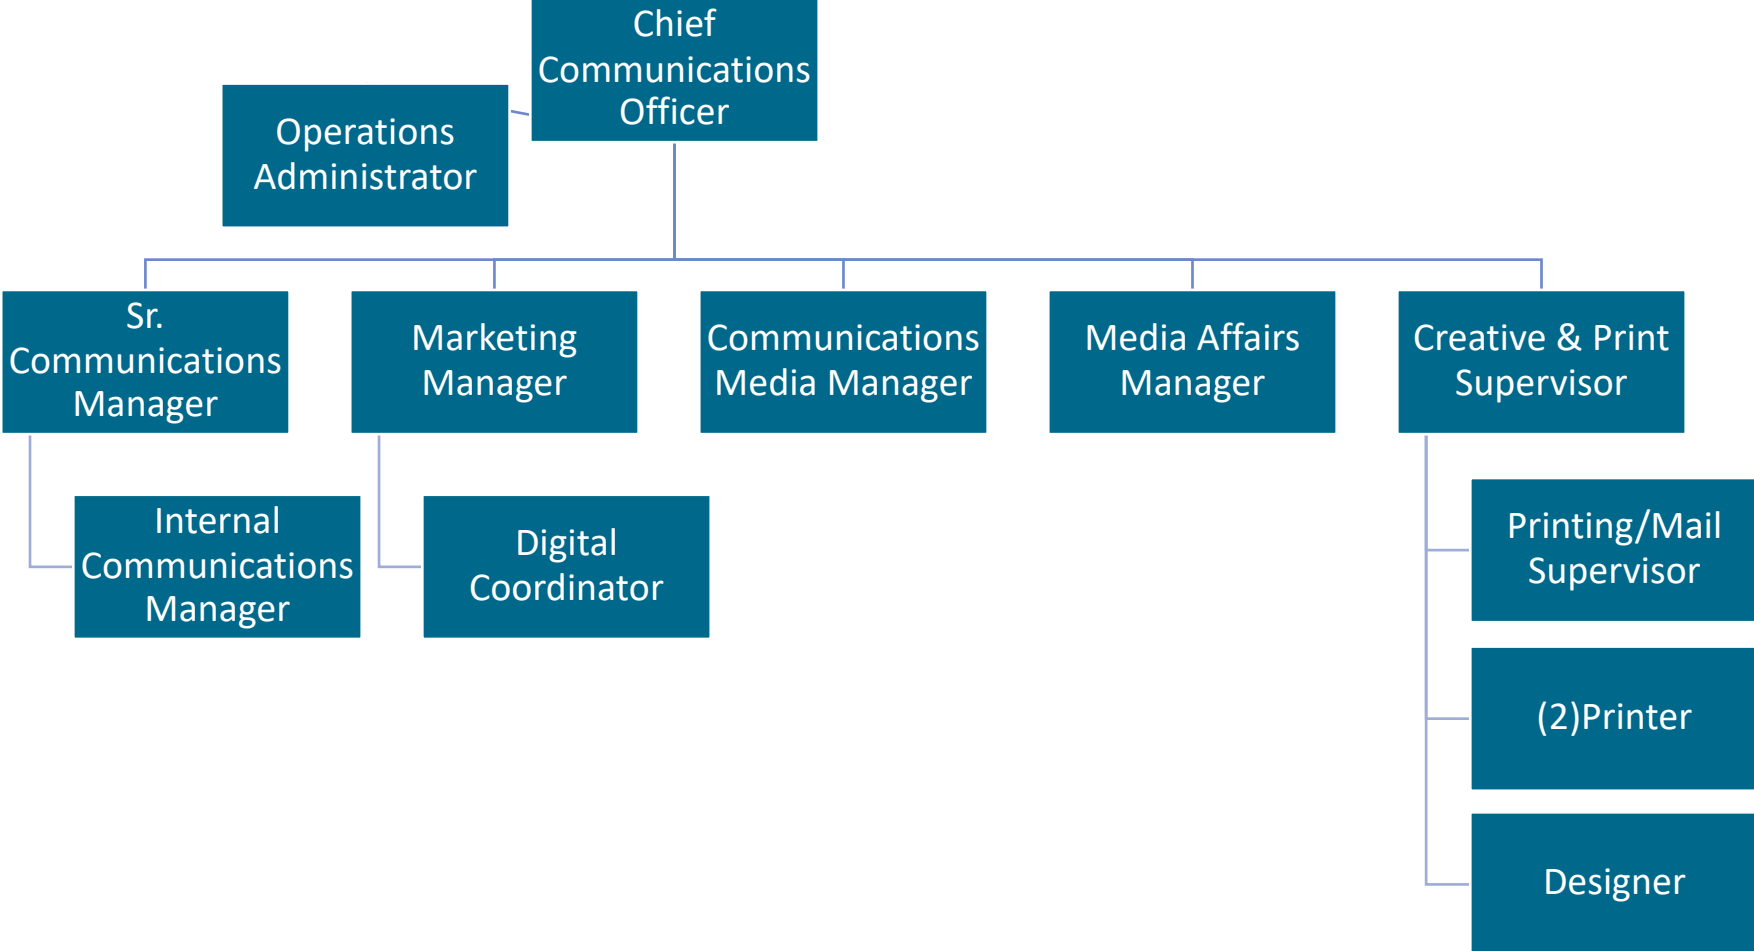 Chief
Communications
Officer
Operations
Administrator
Sr.
Communications
Manager
Marketing
Manager
Communications
Media Manager
Media Affairs
Manager
Creative & Print
Supervisor
Internal
Communications
Manager
Digital
Coordinator
Printing/Mail
Supervisor
(2)Printer
Designer